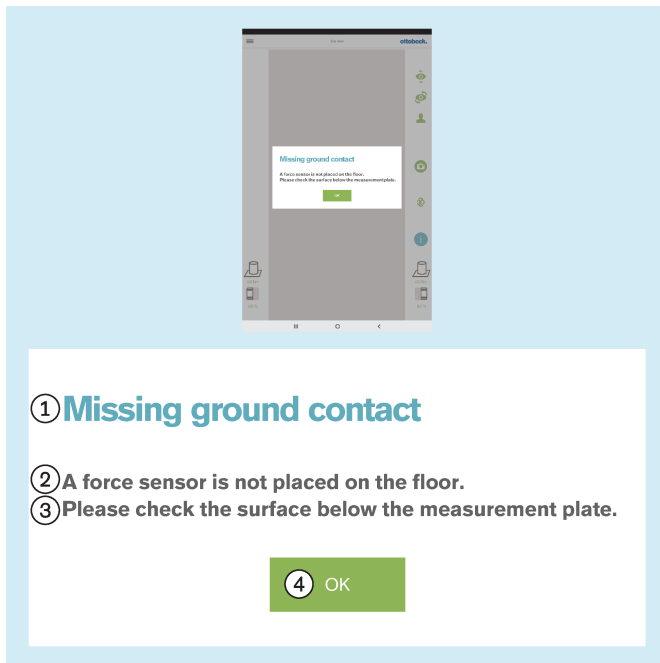 ottobock.
Missing ground contact
A force sensor is not placed on the floor.
Please check the surface below the measurement plate.
OK
1 Missing ground contact
2 A force sensor is not placed on the floor.
3 Please check the surface below the measurement plate.
4 OK